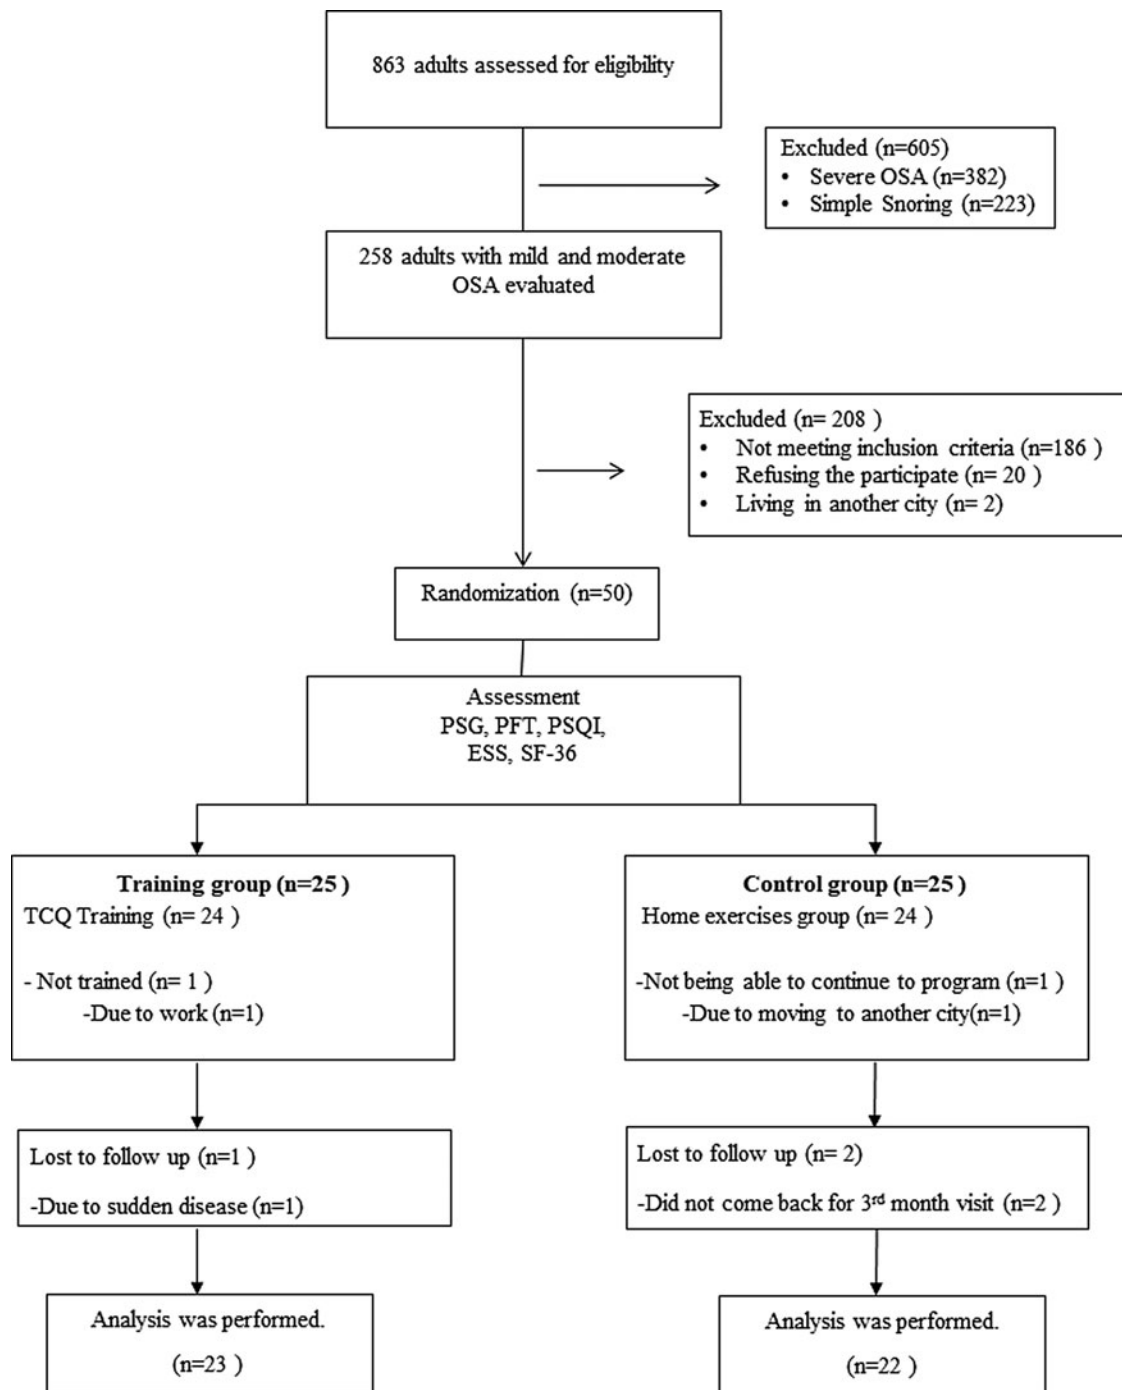 863 adults assessed for eligibility
Excluded (n=605)
• Severe OSA (n=382)
• Simple Snoring (n=223)
258 adults with mild and moderate
OSA evaluated
Excluded (n= 208 )
• Not meeting inclusion criteria (n=186 )
• Refusing the participate (n= 20 )
• Living in another city (n= 2)
Randomization (n=50)
Assessment
PSG, PFT, PSQI,
ESS, SF-36
Training group (n=25 )
TCQ Training (n= 24 )
- Not trained (n= 1 )
-Due to work (n=1)
Control group (n=25 )
Home exercises group (n= 24 )
-Not being able to continue to program (n=1 )
-Due to moving to another city(n=1)
Lost to follow up (n=1 )
-Due to sudden disease (n=1)
Lost to follow up (n= 2)
-Did not come back for 3rd month visit (n=2 )
Analysis was performed.
(n=23 )
Analysis was performed.
(n=22 )